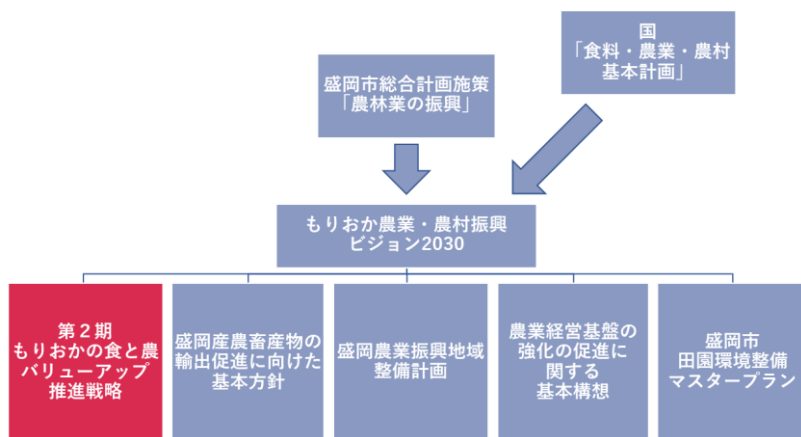 国
「食料・農業・農村
基本計画」
盛岡市総合計画施策
「農林業の振興」
もりおか農業・農村振興
ビジョン2030
第２期
もりおかの食と農
バリューアップ
推進戦略
盛岡産農畜産物の
輸出促進に向けた
基本方針
盛岡農業振興地域
整備計画
農業経営基盤の
強化の促進に
関する
基本構想
盛岡市
田園環境整備
マスタープラン